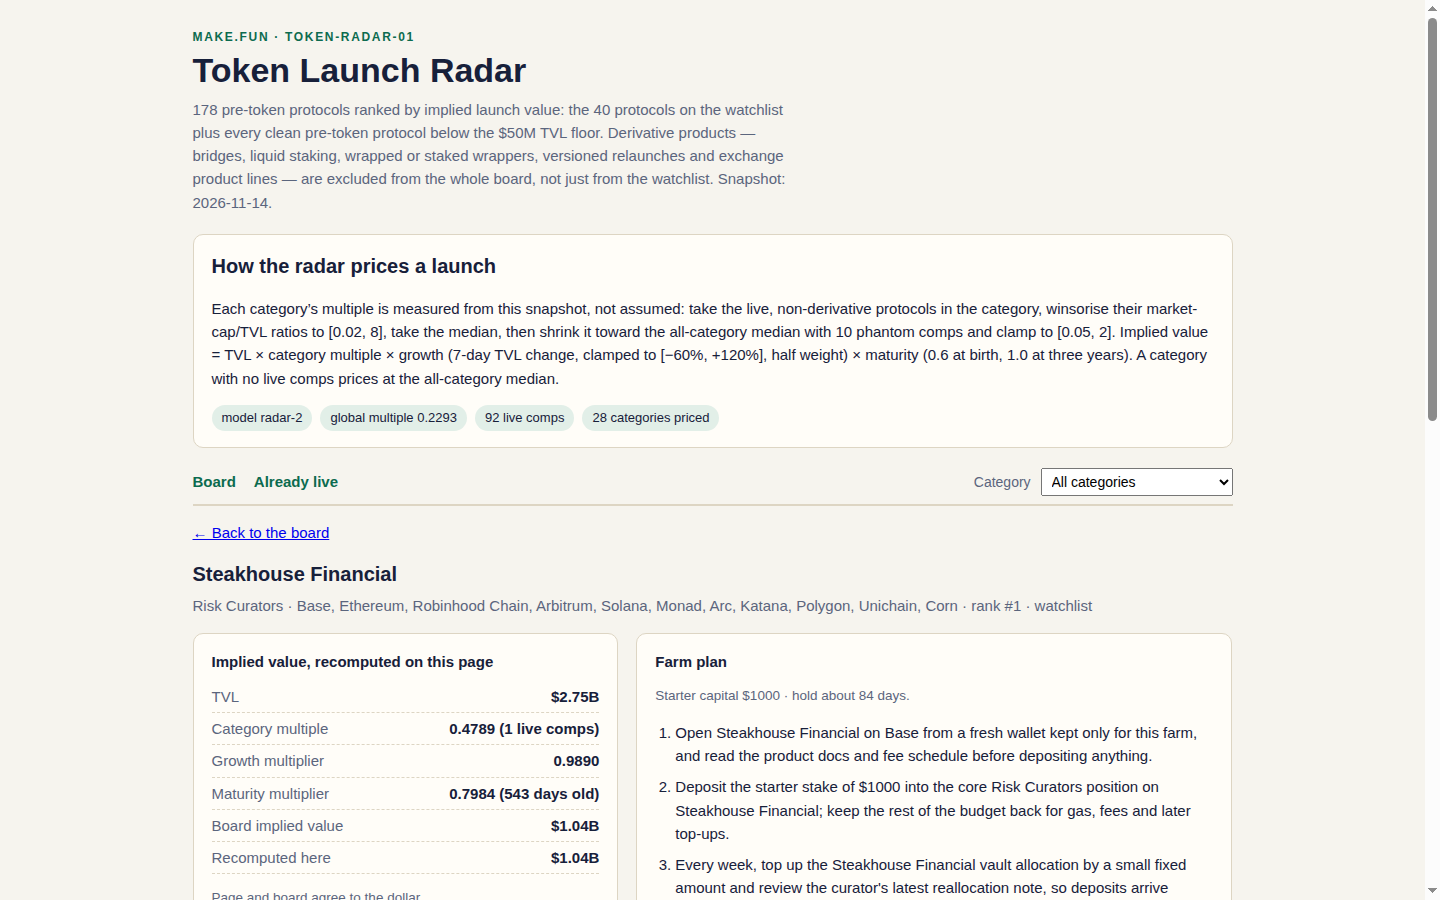 MAKE.FUN · TOKEN-RADAR-01
Token Launch Radar
178 pre-token protocols ranked by implied launch value: the 40 protocols on the watchlist
plus every clean pre-token protocol below the $50M TVL floor. Derivative products —
bridges, liquid staking, wrapped or staked wrappers, versioned relaunches and exchange
product lines — are excluded from the whole board, not just from the watchlist. Snapshot:
2026-11-14.
How the radar prices a launch
Each category's multiple is measured from this snapshot, not assumed: take the live, non-derivative protocols in the category, winsorise their market-
cap/TVL ratios to [0.02, 8], take the median, then shrink it toward the all-category median with 10 phantom comps and clamp to [0.05, 2]. Implied value
= TVL × category multiple × growth (7-day TVL change, clamped to [−60%, +120%], half weight) × maturity (0.6 at birth, 1.0 at three years). A category
with no live comps prices at the all-category median.
model radar-2
global multiple 0.2293
92 live comps
28 categories priced
Board
Already live
Category
All categories
← Back to the board
Steakhouse Financial
Risk Curators · Base, Ethereum, Robinhood Chain, Arbitrum, Solana, Monad, Arc, Katana, Polygon, Unichain, Corn · rank #1 · watchlist
Implied value, recomputed on this page
TVL $2.75B
Category multiple 0.4789 (1 live comps)
Growth multiplier 0.9890
Maturity multiplier 0.7984 (543 days old)
Board implied value $1.04B
Recomputed here $1.04B
Page and board agree to the dollar.
Farm plan
Starter capital $1000 · hold about 84 days.
1. Open Steakhouse Financial on Base from a fresh wallet kept only for this farm,
and read the product docs and fee schedule before depositing anything.
2. Deposit the starter stake of $1000 into the core Risk Curators position on
Steakhouse Financial; keep the rest of the budget back for gas, fees and later
top-ups.
3. Every week, top up the Steakhouse Financial vault allocation by a small fixed
amount and review the curator's latest reallocation note, so deposits arrive